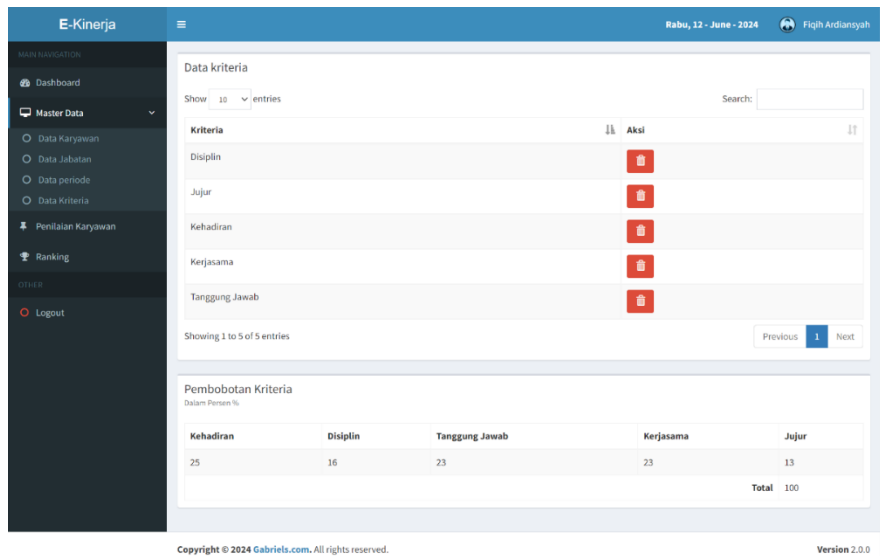 E-Kinerja
Rabu, 12 - June - 2024 Fiqih Ardiansyah
MAIN NAVIGATION
Dashboard
Master Data
Data Karyawan
Data Jabatan
Data periode
Data Kriteria
Penilaian Karyawan
Ranking
OTHER
Logout
Data kriteria
Show 10 entries Search:
Kriteria Aksi
Disiplin
Jujur
Kehadiran
Kerjasama
Tanggung Jawab
Showing 1 to 5 of 5 entries Previous 1 Next
Pembobotan Kriteria
Dalam Persen %
Kehadiran Disiplin Tanggung Jawab Kerjasama Jujur
25 16 23 23 13
Total 100
Copyright © 2024 Gabriels.com. All rights reserved. Version 2.0.0